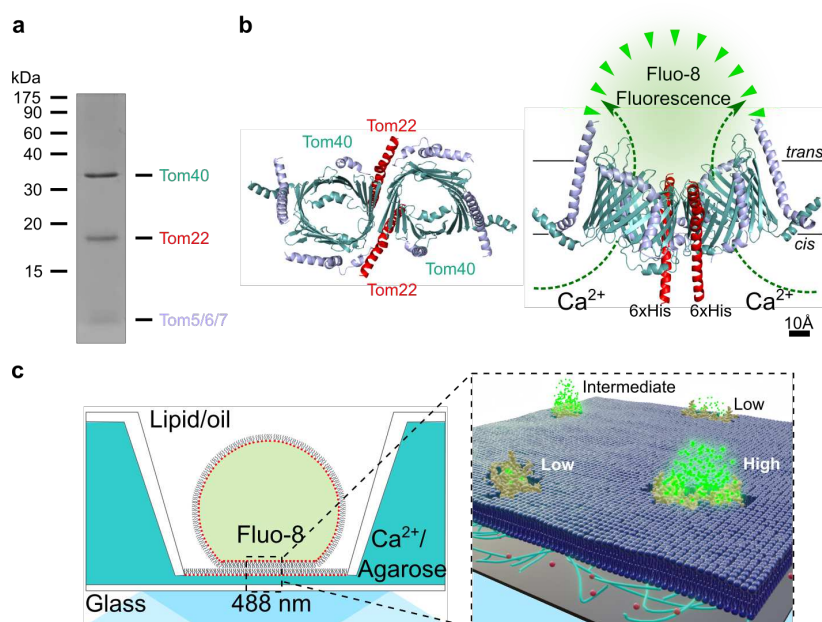 a
kDa
175
90
60
40
30
20
15
Tom40
Tom22
Tom5/6/7
b
Tom22
Tom40
Tom40
Tom22
Fluo-8
Fluorescence
trans
cis
Ca²⁺
6xHis
6xHis
Ca²⁺
10Å
c
Lipid/oil
Fluo-8
Ca²⁺/
Agarose
Glass
488 nm
Intermediate
Low
Low
High